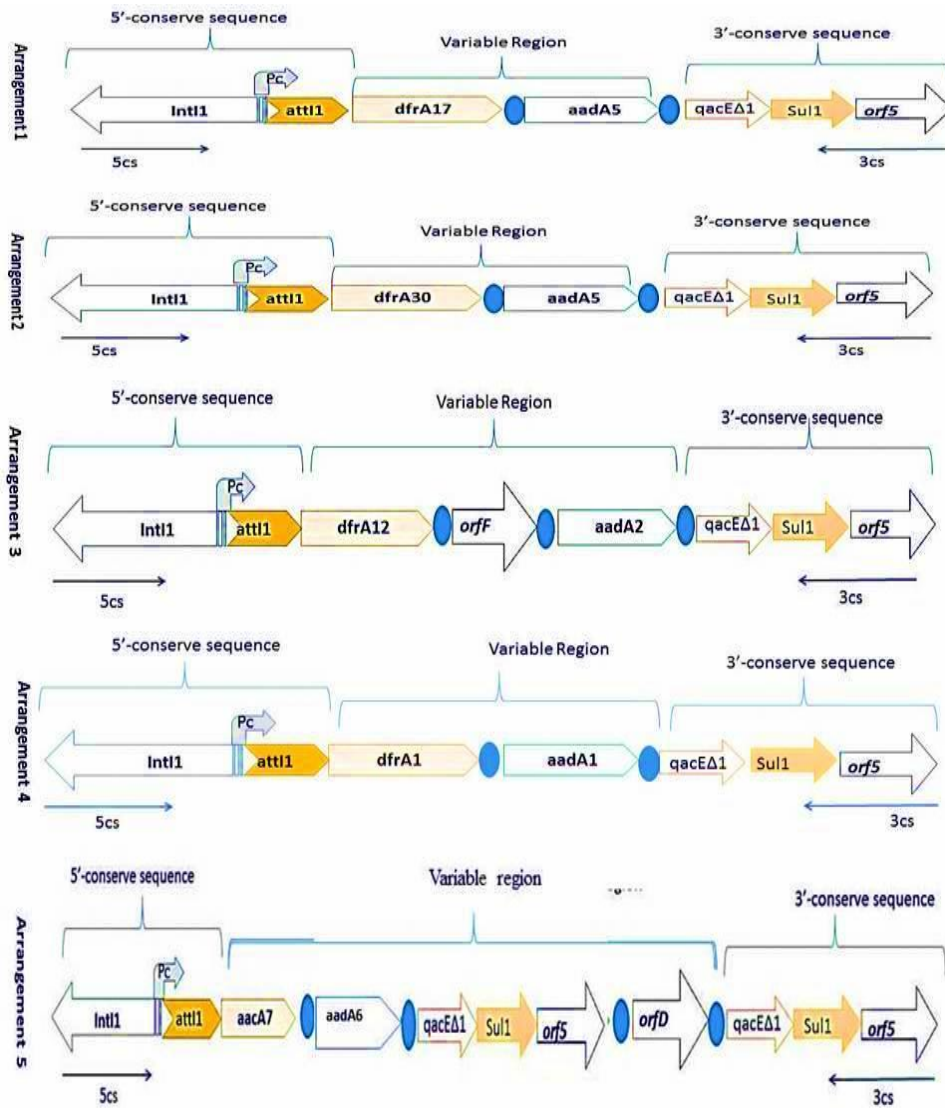 Arrangement1
5'-conserve sequence
Variable Region
3'-conserve sequence
Pc
IntI1 attI1 dfrA17 aadA5 qacEΔ1 Sul1 orf5
5cs 3cs
Arrangement2
5'-conserve sequence
Variable Region
3'-conserve sequence
Pc
IntI1 attI1 dfrA30 aadA5 qacEΔ1 Sul1 orf5
5cs 3cs
Arrangement 3
5'-conserve sequence
Variable Region
3'-conserve sequence
Pc
IntI1 attI1 dfrA12 orfF aadA2 qacEΔ1 Sul1 orf5
5cs 3cs
Arrangement 4
5'-conserve sequence
Variable Region
3'-conserve sequence
Pc
IntI1 attI1 dfrA1 aadA1 qacEΔ1 Sul1 orf5
5cs 3cs
Arrangement 5
5'-conserve sequence
Variable region
3'-conserve sequence
Pc
IntI1 attI1 aacA7 aadA6 qacEΔ1 Sul1 orf5 orfD qacEΔ1 Sul1 orf5
5cs 3cs